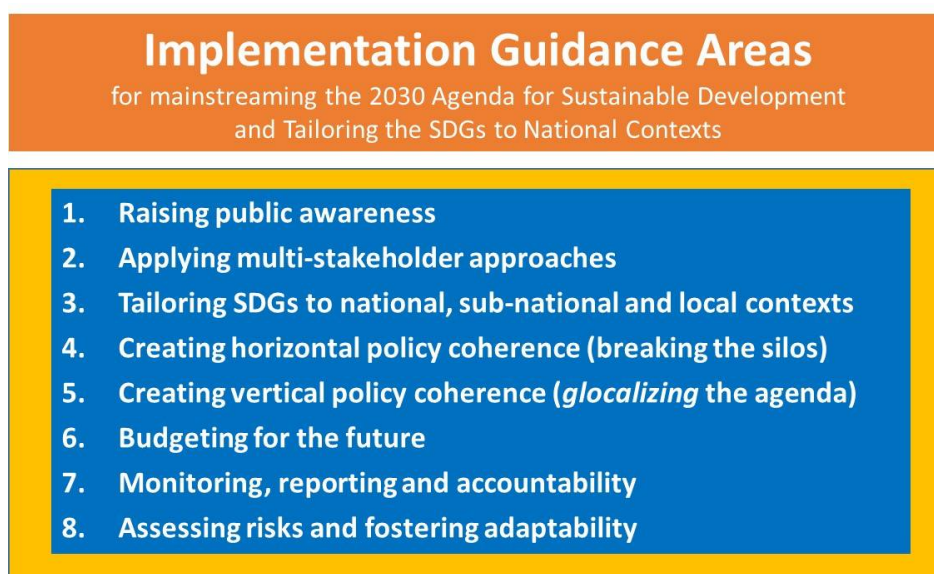 Implementation Guidance Areas
for mainstreaming the 2030 Agenda for Sustainable Development
and Tailoring the SDGs to National Contexts
1. Raising public awareness
2. Applying multi-stakeholder approaches
3. Tailoring SDGs to national, sub-national and local contexts
4. Creating horizontal policy coherence (breaking the silos)
5. Creating vertical policy coherence (glocalizing the agenda)
6. Budgeting for the future
7. Monitoring, reporting and accountability
8. Assessing risks and fostering adaptability